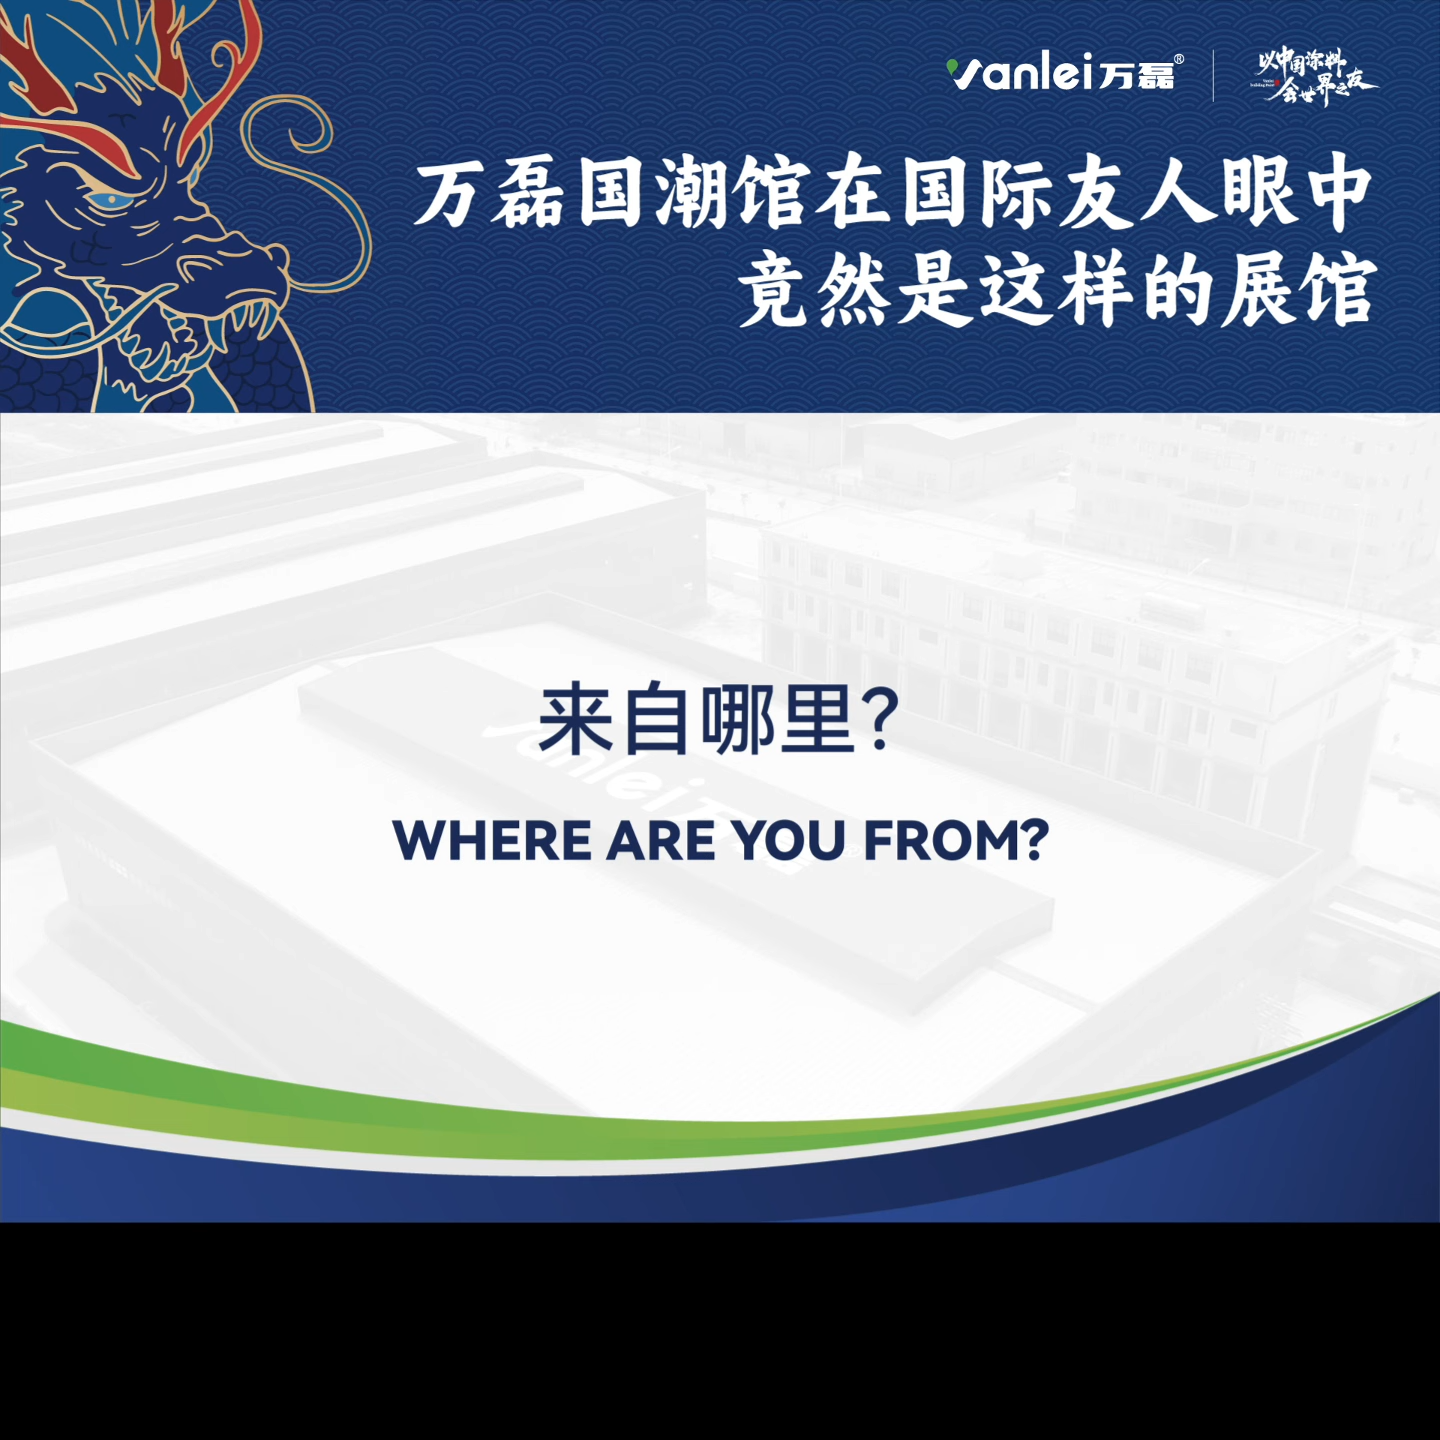 Vanlei万磊®
以中国涂料
会世界之友
万磊国潮馆在国际友人眼中
竟然是这样的展馆
来自哪里?
WHERE ARE YOU FROM?